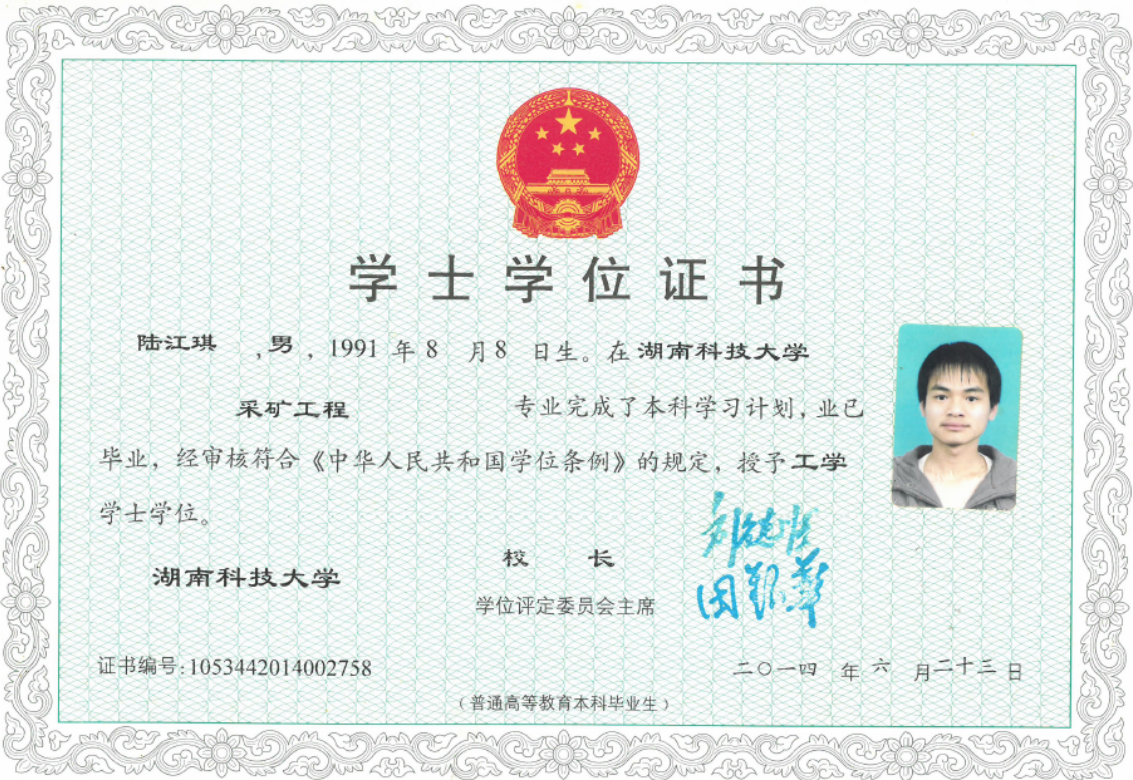 学士学位证书
陆江琪 ,男,1991年8月8日生。在湖南科技大学
采矿工程 专业完成了本科学习计划,业已
毕业,经审核符合《中华人民共和国学位条例》的规定,授予工学
学士学位。
湖南科技大学
校 长
学位评定委员会主席
证书编号:1053442014002758
二〇一四 年 六 月二十三日
(普通高等教育本科毕业生)